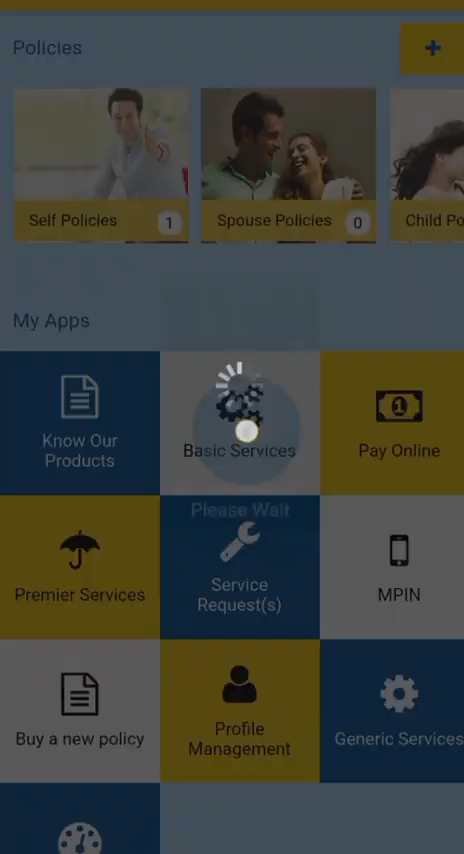 Policies
+
Self Policies 1
Spouse Policies 0
Child Po
My Apps
Know Our
Products
Basic Services
1
Pay Online
Please Wait
Premier Services
Service
Request(s)
MPIN
Buy a new policy
Profile
Management
Generic Services